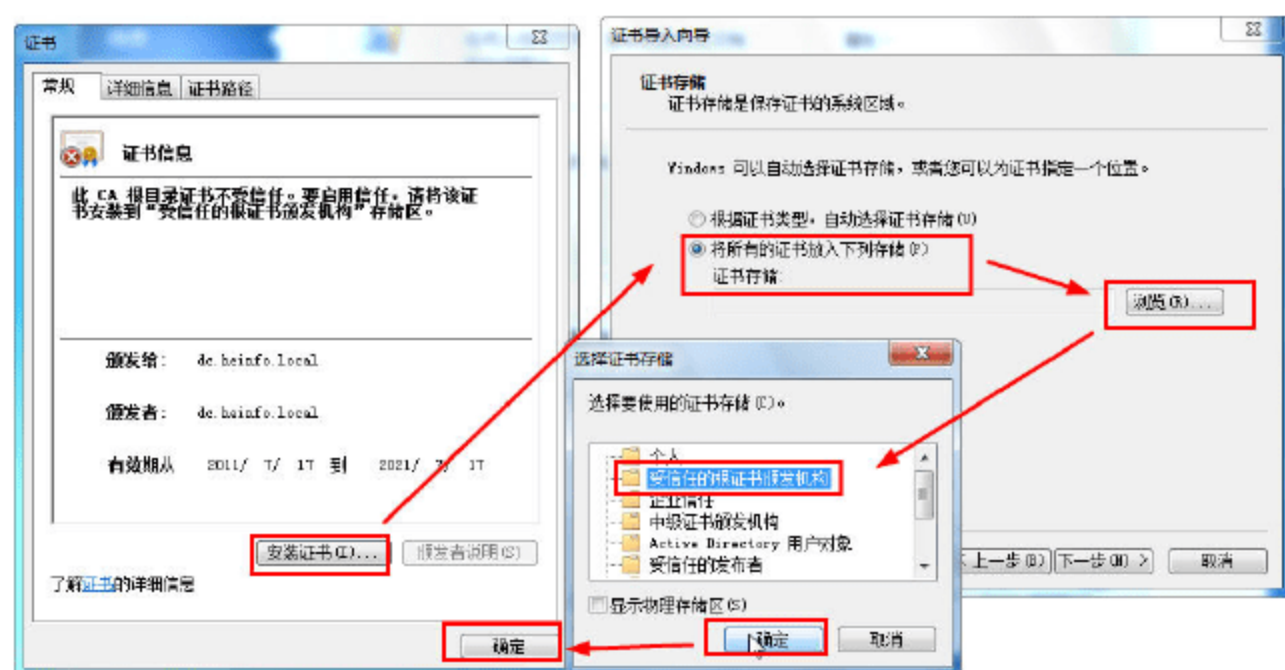 证书
常规
详细信息
证书路径
证书信息
此 CA 根目录证书不受信任。要启用信任，请将该证
书安装到“受信任的根证书颁发机构”存储区。
颁发给: dc.heinfo.local
颁发者: dc.heinfo.local
有效期从 2011/ 7/ 17 到 2021/ 7/ 17
安装证书(I)...
颁发者说明(S)
了解证书的详细信息
确定
证书导入向导
证书存储
证书存储是保存证书的系统区域。
Windows 可以自动选择证书存储，或者您可以为证书指定一个位置。
根据证书类型，自动选择证书存储(U)
将所有的证书放入下列存储(P)
证书存储:
浏览(R)...
选择证书存储
选择要使用的证书存储(C)。
个人
受信任的根证书颁发机构
企业信任
中级证书颁发机构
Active Directory 用户对象
受信任的发布者
显示物理存储区(S)
确定
取消
< 上一步(B)
下一步(N) >
取消